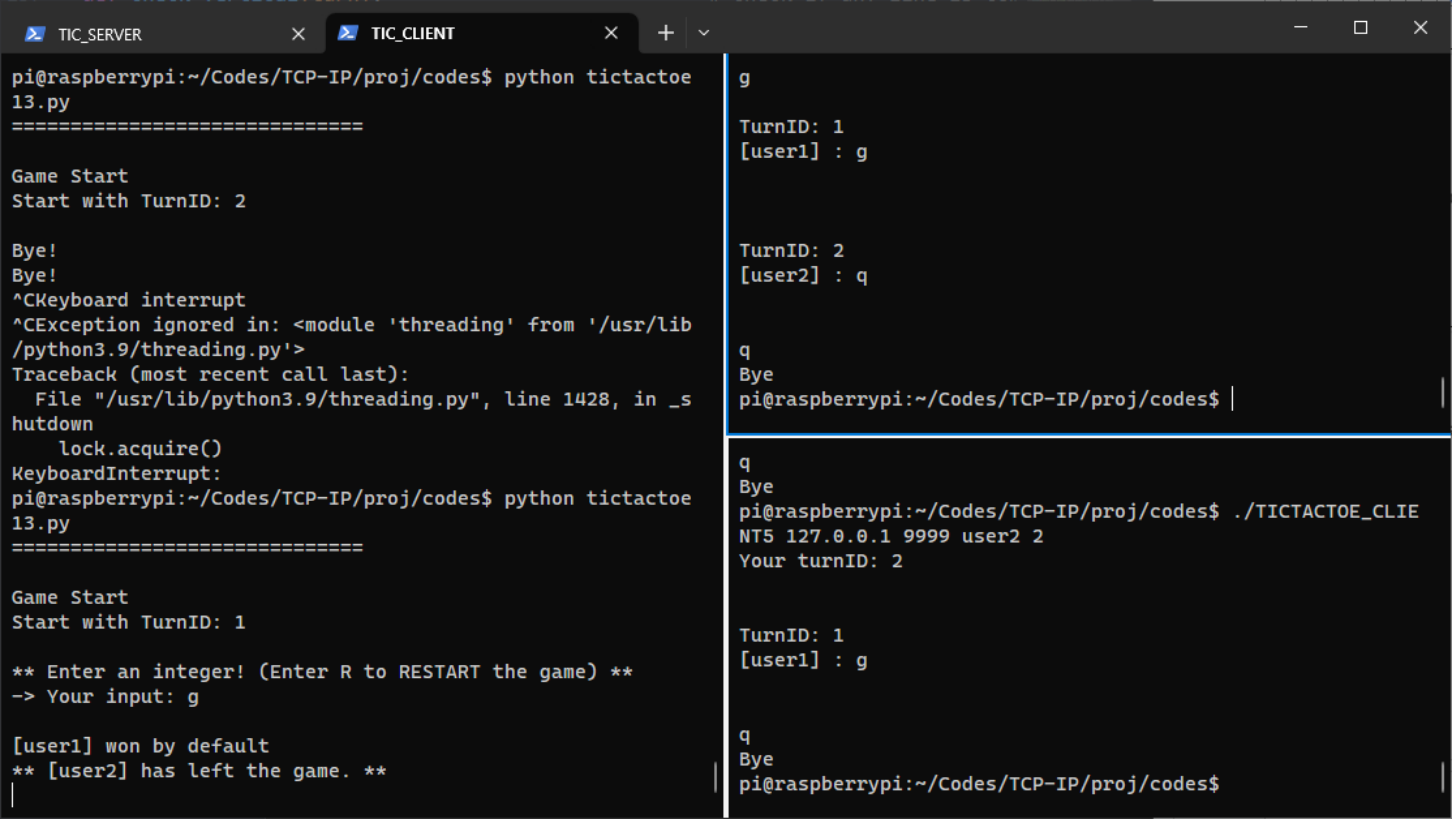 TIC_SERVER
TIC_CLIENT
pi@raspberrypi:~/Codes/TCP-IP/proj/codes$ python tictactoe
13.py
==============================
Game Start
Start with TurnID: 2
Bye!
Bye!
^CKeyboard interrupt
^CException ignored in: <module 'threading' from '/usr/lib
/python3.9/threading.py'>
Traceback (most recent call last):
  File "/usr/lib/python3.9/threading.py", line 1428, in _s
hutdown
    lock.acquire()
KeyboardInterrupt:
pi@raspberrypi:~/Codes/TCP-IP/proj/codes$ python tictactoe
13.py
==============================
Game Start
Start with TurnID: 1
** Enter an integer! (Enter R to RESTART the game) **
-> Your input: g
[user1] won by default
** [user2] has left the game. **
g
TurnID: 1
[user1] : g
TurnID: 2
[user2] : q
q
Bye
pi@raspberrypi:~/Codes/TCP-IP/proj/codes$
q
Bye
pi@raspberrypi:~/Codes/TCP-IP/proj/codes$ ./TICTACTOE_CLIE
NT5 127.0.0.1 9999 user2 2
Your turnID: 2
TurnID: 1
[user1] : g
q
Bye
pi@raspberrypi:~/Codes/TCP-IP/proj/codes$